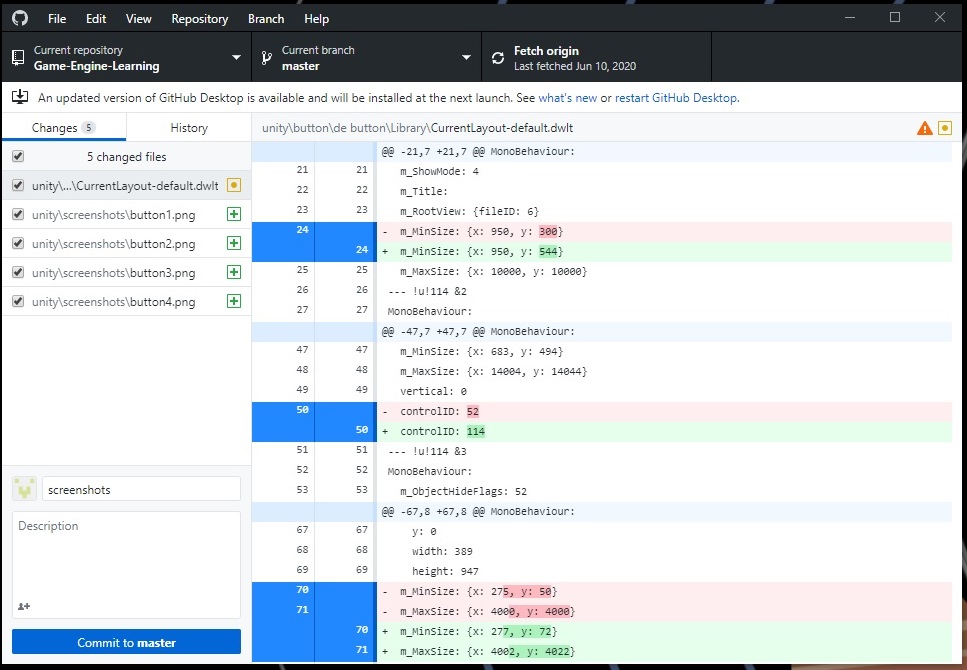 File Edit View Repository Branch Help
Current repository
Game-Engine-Learning
Current branch
master
Fetch origin
Last fetched Jun 10, 2020
An updated version of GitHub Desktop is available and will be installed at the next launch. See what's new or restart GitHub Desktop.
Changes 5
History
unity\button\de button\Library\CurrentLayout-default.dwlt
5 changed files
unity\...\CurrentLayout-default.dwlt
unity\screenshots\button1.png
unity\screenshots\button2.png
unity\screenshots\button3.png
unity\screenshots\button4.png
screenshots
Description
Commit to master
@@ -21,7 +21,7 @@ MonoBehaviour:
21 21 m_ShowMode: 4
22 22 m_Title:
23 23 m_RootView: {fileID: 6}
24 - m_MinSize: {x: 950, y: 300}
24 + m_MinSize: {x: 950, y: 544}
25 25 m_MaxSize: {x: 10000, y: 10000}
26 26 --- !u!114 &2
27 27 MonoBehaviour:
@@ -47,7 +47,7 @@ MonoBehaviour:
47 47 m_MinSize: {x: 683, y: 494}
48 48 m_MaxSize: {x: 14004, y: 14044}
49 49 vertical: 0
50 - controlID: 52
50 + controlID: 114
51 51 --- !u!114 &3
52 52 MonoBehaviour:
53 53 m_ObjectHideFlags: 52
@@ -67,8 +67,8 @@ MonoBehaviour:
67 67 y: 0
68 68 width: 389
69 69 height: 947
70 - m_MinSize: {x: 275, y: 50}
71 - m_MaxSize: {x: 4000, y: 4000}
70 + m_MinSize: {x: 277, y: 72}
71 + m_MaxSize: {x: 4002, y: 4022}